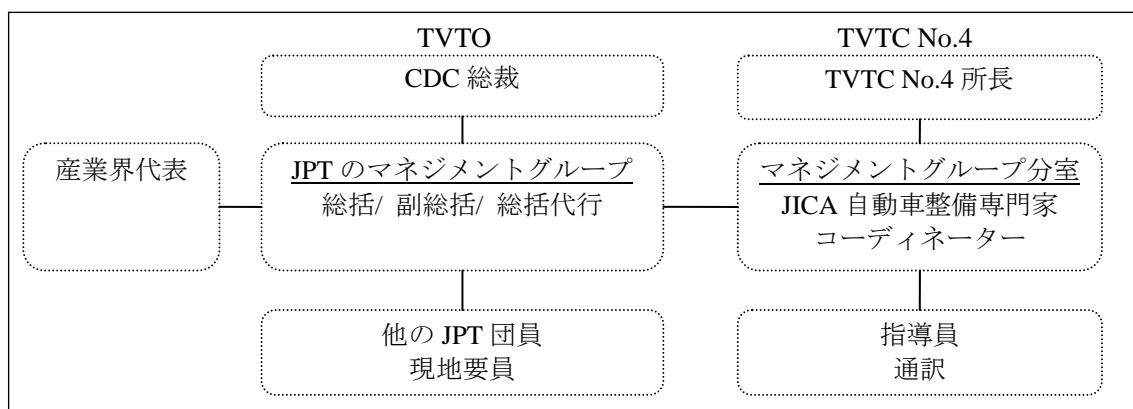 TVTO
TVTC No.4
CDC 総裁
TVTC No.4 所長
産業界代表
JPT のマネジメントグループ
総括/ 副総括/ 総括代行
マネジメントグループ分室
JICA 自動車整備専門家
コーディネーター
他の JPT 団員
現地要員
指導員
通訳